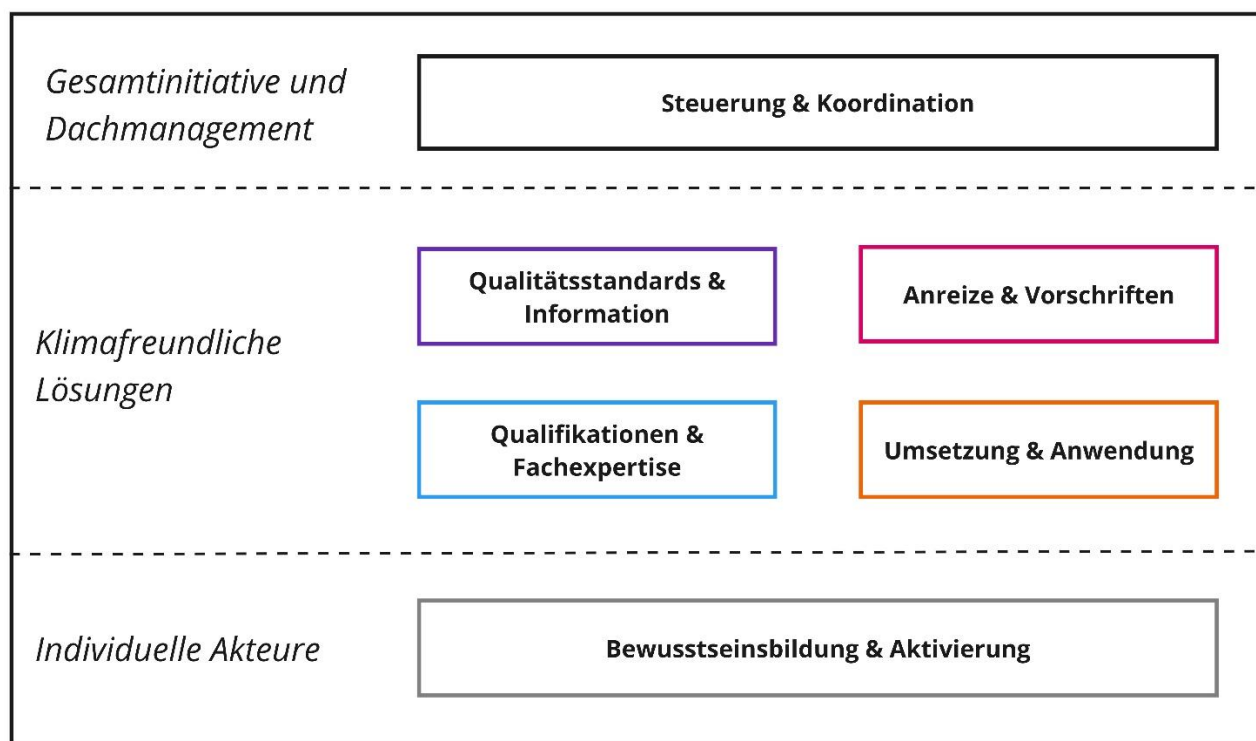 Gesamtinitiative und
Dachmanagement
Steuerung & Koordination
Klimafreundliche
Lösungen
Qualitätsstandards &
Information
Anreize & Vorschriften
Qualifikationen &
Fachexpertise
Umsetzung & Anwendung
Individuelle Akteure
Bewusstseinsbildung & Aktivierung